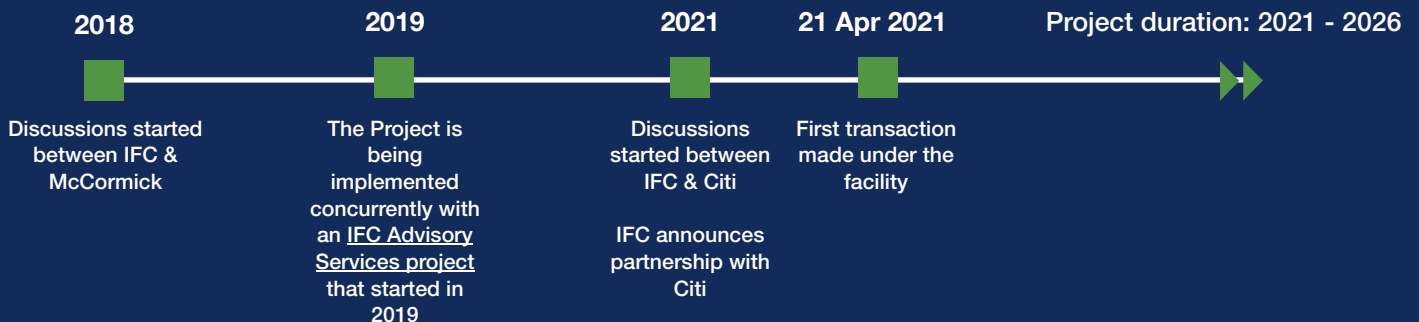 2018
2019
2021
21 Apr 2021
Project duration: 2021 - 2026
Discussions started
between IFC &
McCormick
The Project is
being
implemented
concurrently with
an IFC Advisory
Services project
that started in
2019
Discussions
started between
IFC & Citi
IFC announces
partnership with
Citi
First transaction
made under the
facility